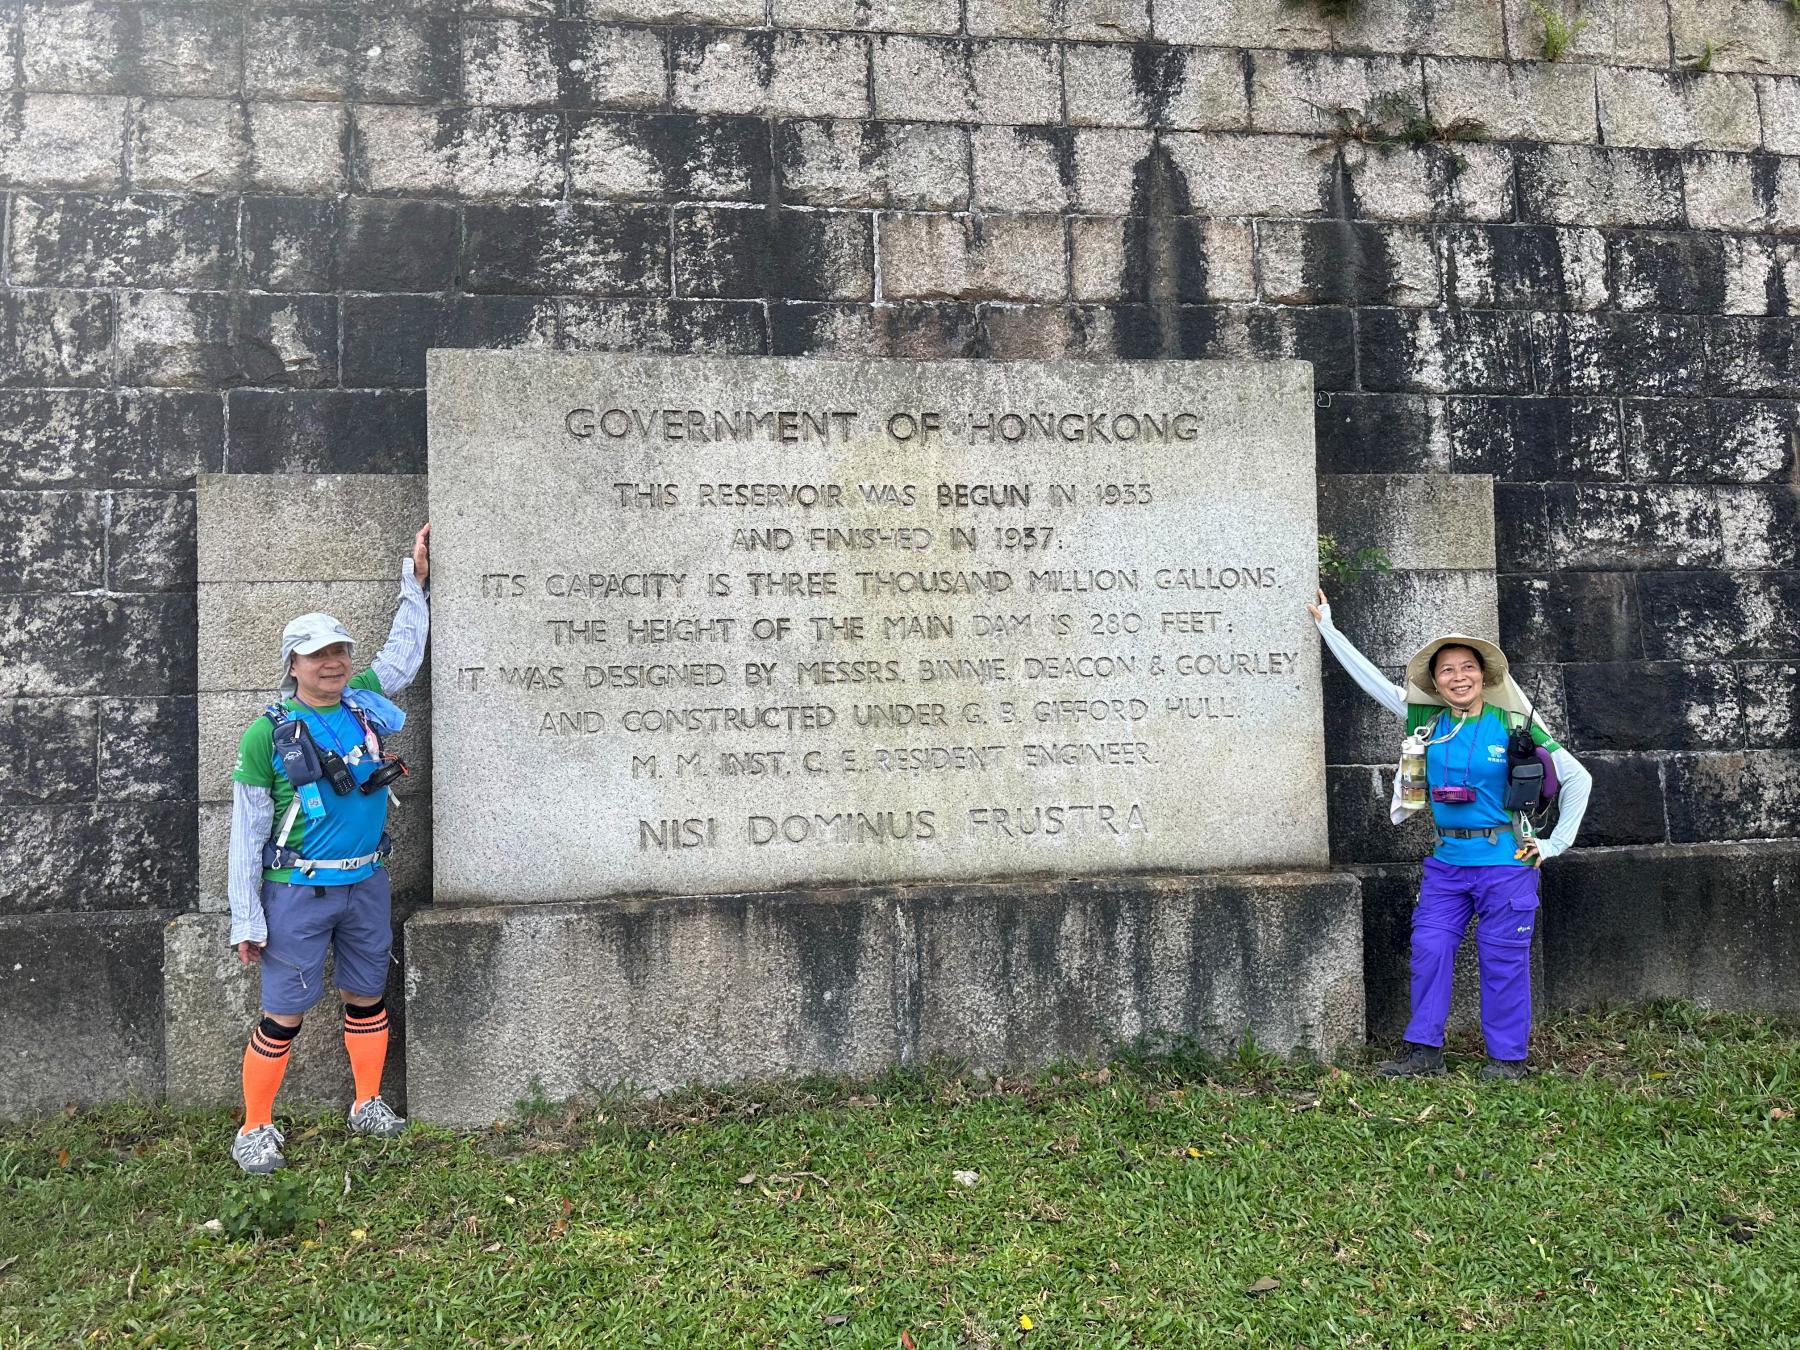 GOVERNMENT OF HONGKONG
THIS RESERVOIR WAS BEGUN IN 1933
AND FINISHED IN 1937:
ITS CAPACITY IS THREE THOUSAND MILLION GALLONS.
THE HEIGHT OF THE MAIN DAM IS 280 FEET:
IT WAS DESIGNED BY MESSRS. BINNIE, DEACON & GOURLEY
AND CONSTRUCTED UNDER G. B. GIFFORD HULL.
M. M. INST. C. E. RESIDENT ENGINEER.
NISI DOMINUS FRUSTRA